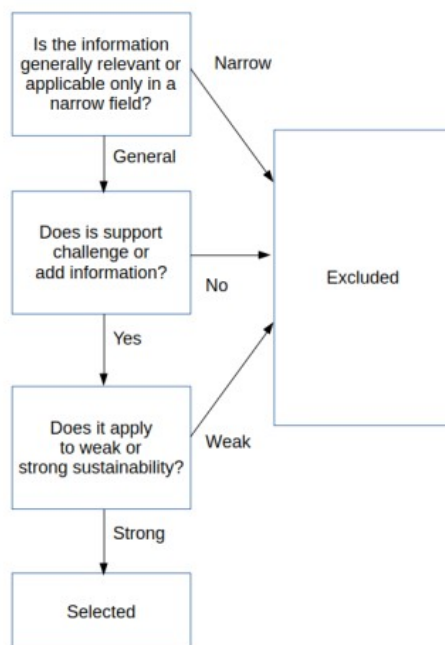 Is the information
generally relevant or
applicable only in a
narrow field?
Narrow
General
Does is support
challenge or
add information?
No
Excluded
Yes
Does it apply
to weak or
strong sustainability?
Weak
Strong
Selected